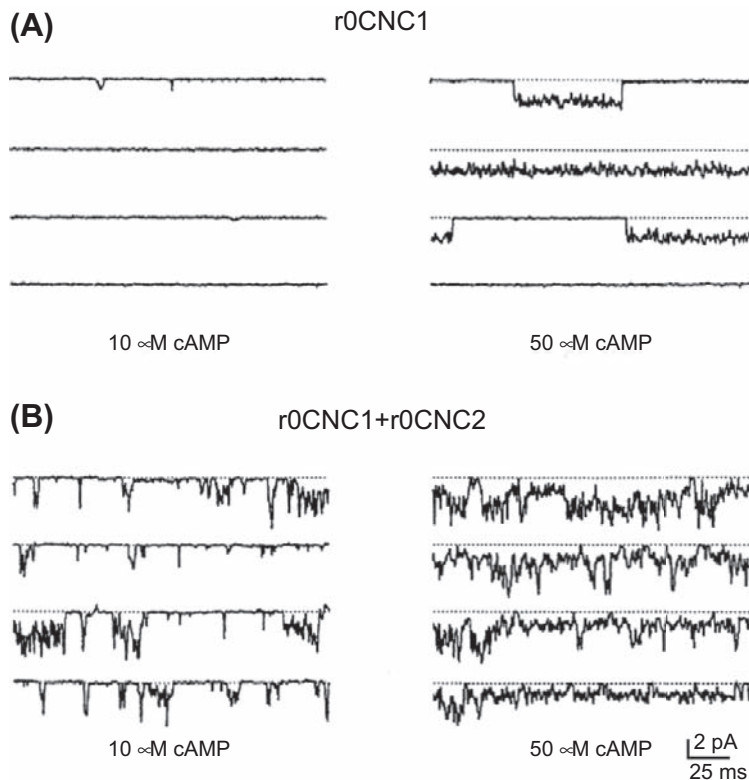 (A)
r0CNC1
10 ∝M cAMP
50 ∝M cAMP
(B)
r0CNC1+r0CNC2
10 ∝M cAMP
50 ∝M cAMP
2 pA
25 ms